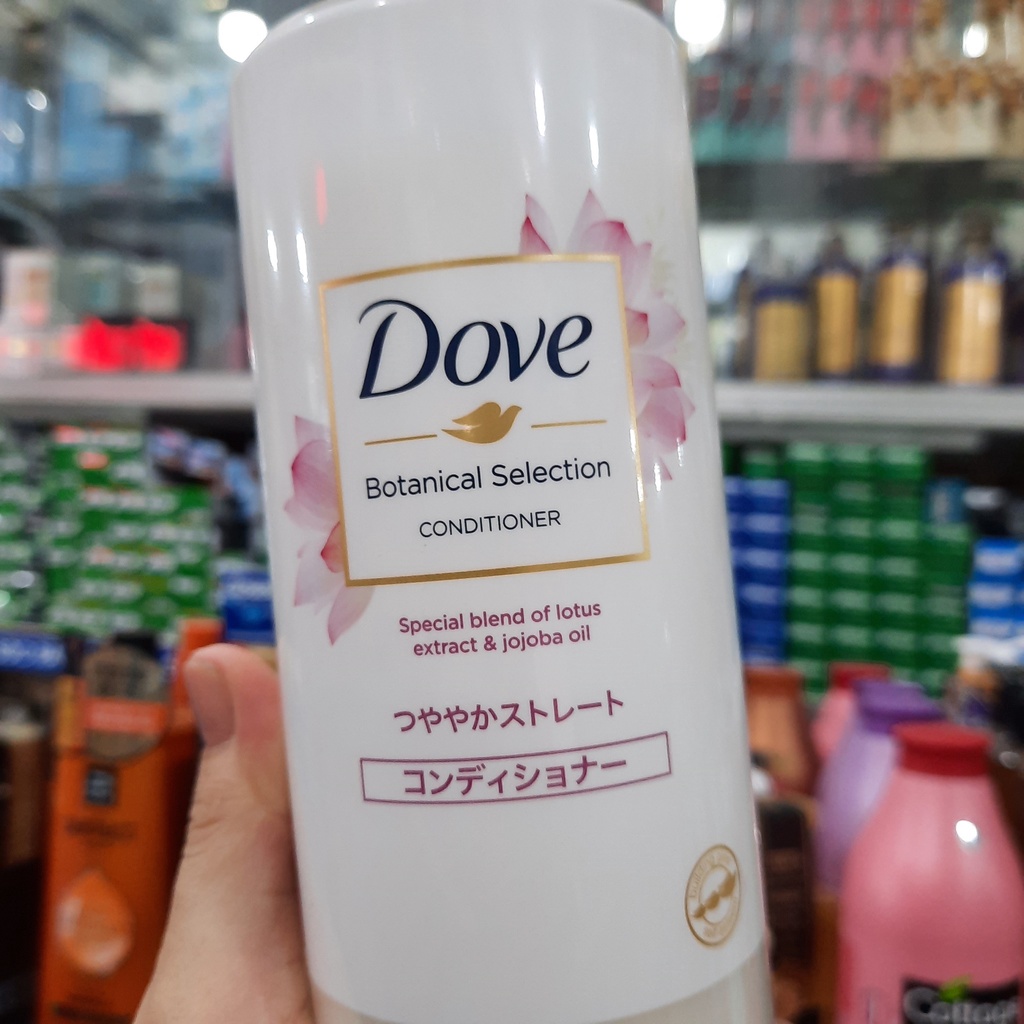 Dove
Botanical Selection
CONDITIONER
Special blend of lotus
extract & jojoba oil
つややかストレート
コンディショナー